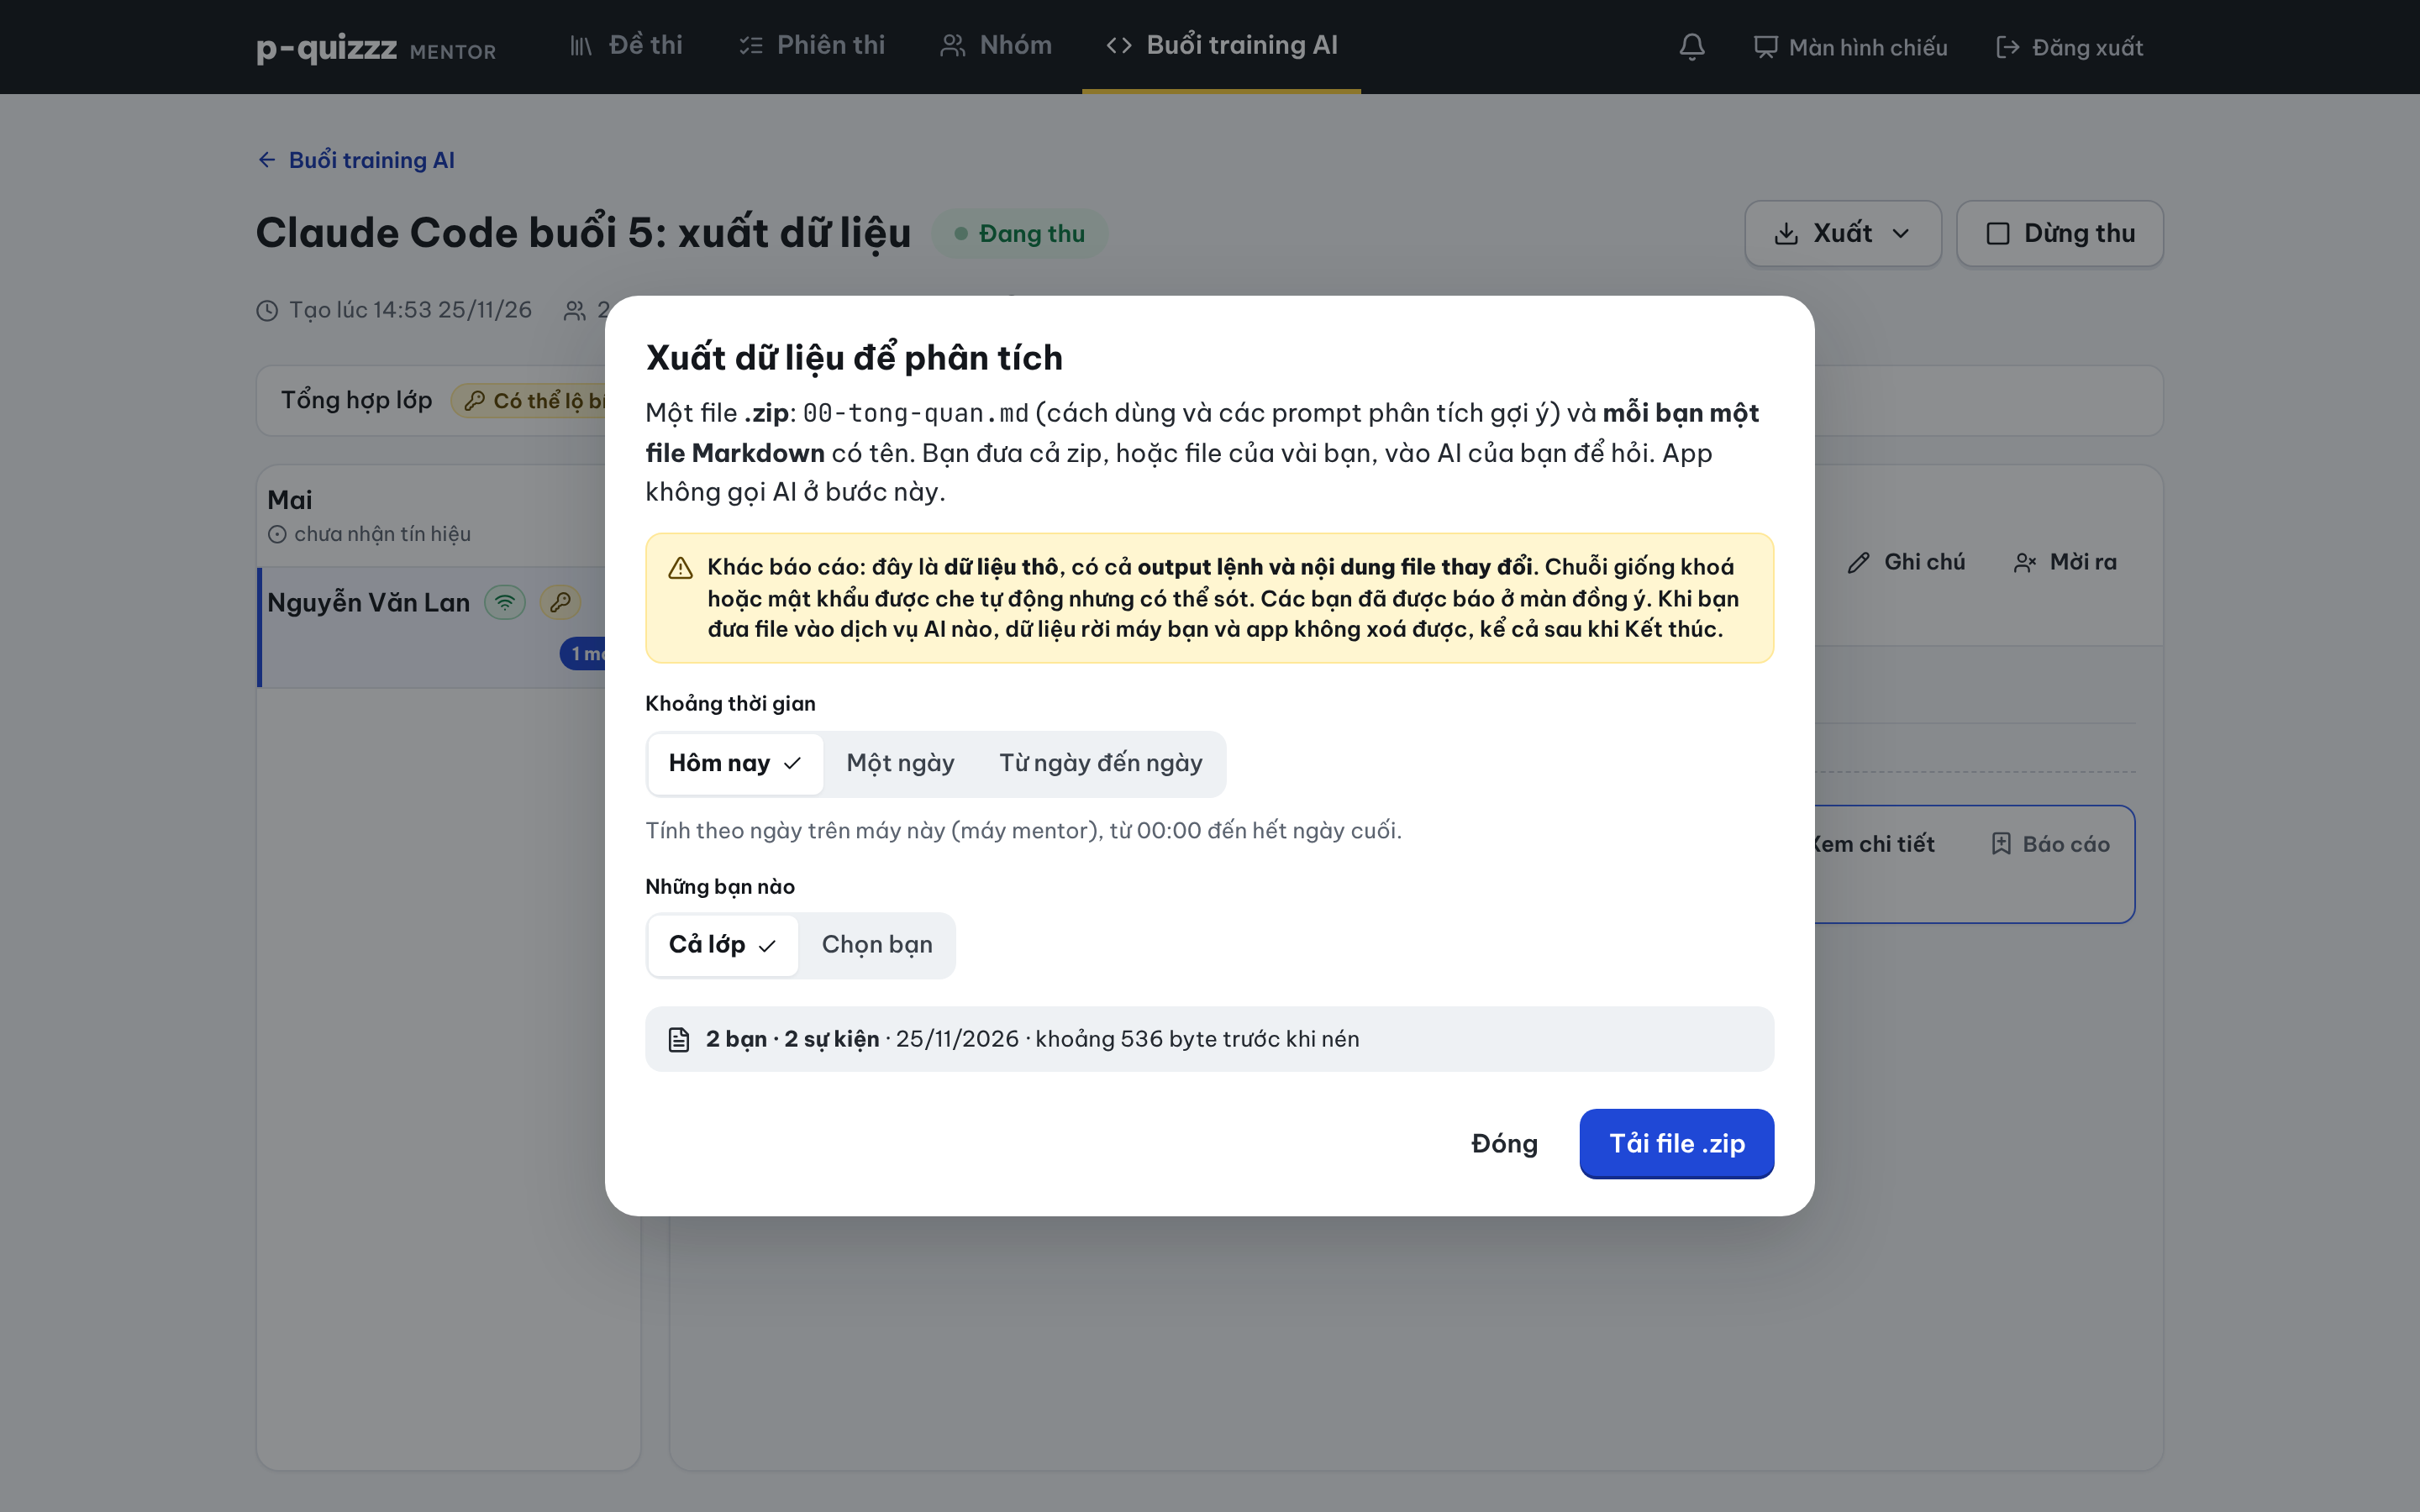 p-quizzz MENTOR
Đề thi
Phiên thi
Nhóm
Buổi training AI
Màn hình chiếu
Đăng xuất
Buổi training AI
Claude Code buổi 5: xuất dữ liệu
Đang thu
Xuất
Dừng thu
Tạo lúc 14:53 25/11/26
2
Tổng hợp lớp
Có thể lộ
Mai
chưa nhận tín hiệu
Nguyễn Văn Lan
1
Ghi chú
Mời ra
Xem chi tiết
Báo cáo
Xuất dữ liệu để phân tích
Một file .zip: 00-tong-quan.md (cách dùng và các prompt phân tích gợi ý) và mỗi bạn một
file Markdown có tên. Bạn đưa cả zip, hoặc file của vài bạn, vào AI của bạn để hỏi. App
không gọi AI ở bước này.
Khác báo cáo: đây là dữ liệu thô, có cả output lệnh và nội dung file thay đổi. Chuỗi giống khoá
hoặc mật khẩu được che tự động nhưng có thể sót. Các bạn đã được báo ở màn đồng ý. Khi bạn
đưa file vào dịch vụ AI nào, dữ liệu rời máy bạn và app không xoá được, kể cả sau khi Kết thúc.
Khoảng thời gian
Hôm nay
Một ngày
Từ ngày đến ngày
Tính theo ngày trên máy này (máy mentor), từ 00:00 đến hết ngày cuối.
Những bạn nào
Cả lớp
Chọn bạn
2 bạn · 2 sự kiện · 25/11/2026 · khoảng 536 byte trước khi nén
Đóng
Tải file .zip